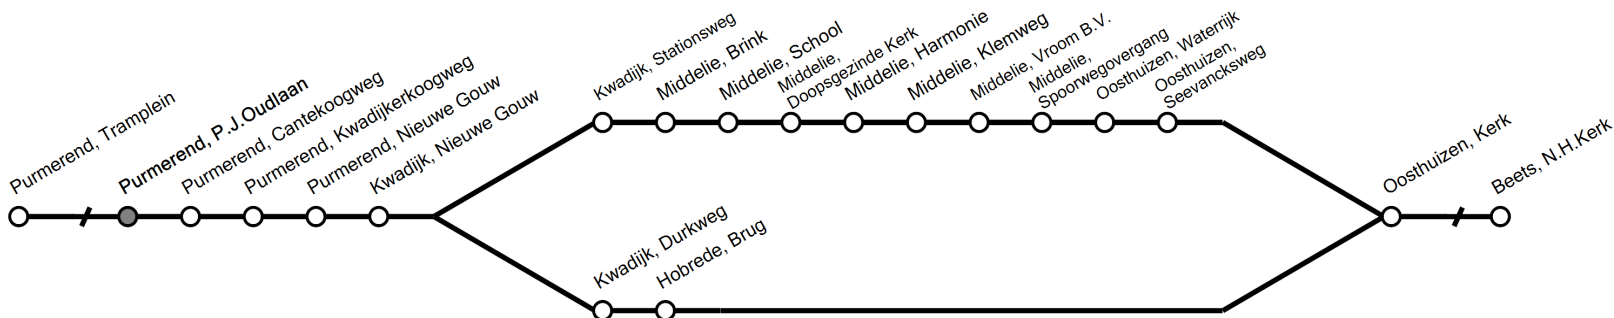 Purmerend, Tramplein
Purmerend, P.J.Oudlaan
Purmerend, Cantekoogweg
Purmerend, Kwadijkerkoogweg
Purmerend, Nieuwe Gouw
Kwadijk, Nieuwe Gouw
Kwadijk, Stationsweg
Middelie, Brink
Middelie, School
Middelie,
Doopsgezinde Kerk
Middelie, Harmonie
Middelie, Klemweg
Middelie, Vroom B.V.
Middelie,
Spoorwegovergang
Oosthuizen, Waterrijk
Oosthuizen,
Seevancksweg
Kwadijk, Durkweg
Hobrede, Brug
Oosthuizen, Kerk
Beets, N.H.Kerk